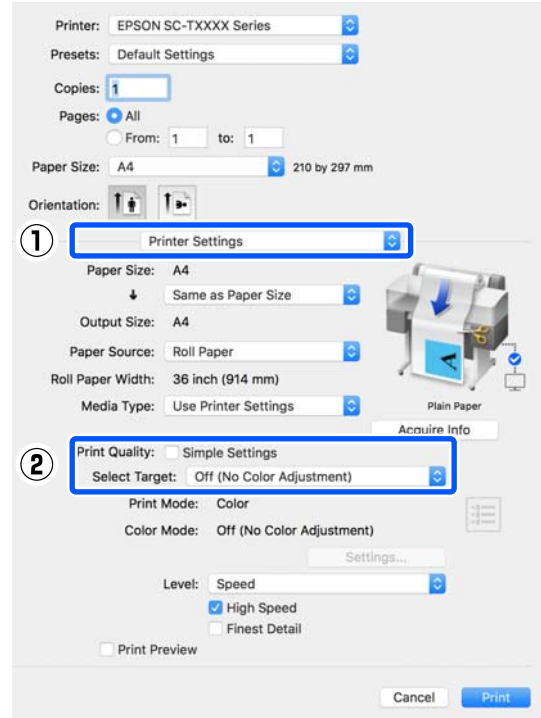 Printer: EPSON SC-TXXXX Series
Presets: Default Settings
Copies: 1
Pages: All
From: 1 to: 1
Paper Size: A4 210 by 297 mm
Orientation:
1 Printer Settings
Paper Size: A4
Same as Paper Size
Output Size: A4
Paper Source: Roll Paper
Roll Paper Width: 36 inch (914 mm)
Media Type: Use Printer Settings
Plain Paper
Acquire Info
2 Print Quality: Simple Settings
Select Target: Off (No Color Adjustment)
Print Mode: Color
Color Mode: Off (No Color Adjustment)
Settings...
Level: Speed
High Speed
Finest Detail
Print Preview
Cancel Print